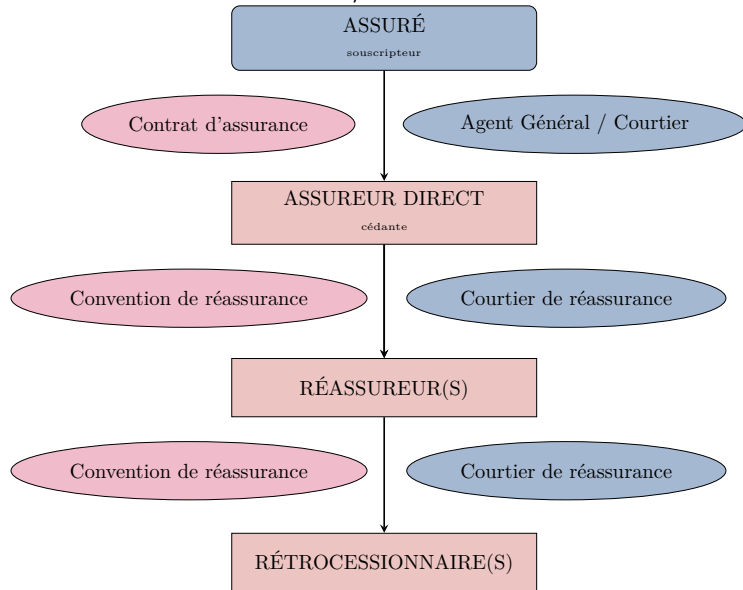 ASSURÉ
souscripteur
Contrat d'assurance
Agent Général / Courtier
ASSUREUR DIRECT
cédante
Convention de réassurance
Courtier de réassurance
RÉASSUREUR(S)
Convention de réassurance
Courtier de réassurance
RÉTROCESSIONNAIRE(S)